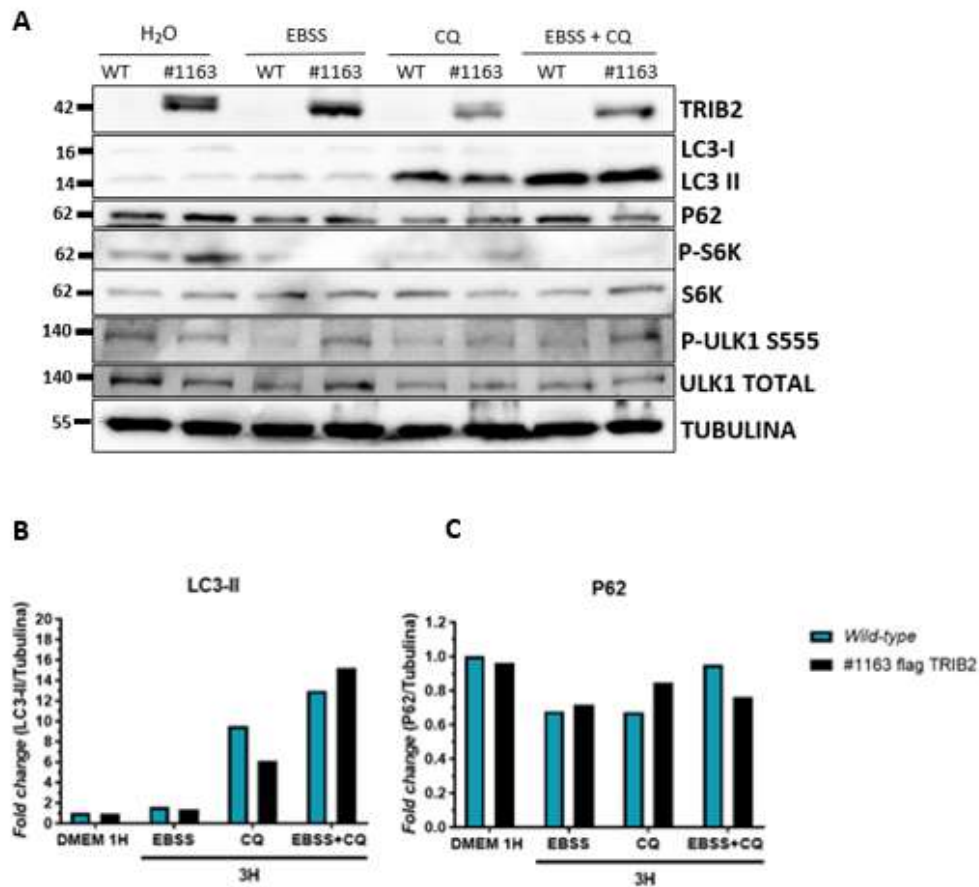 A
H₂O EBSS CQ EBSS + CQ
WT #1163 WT #1163 WT #1163 WT #1163
42 TRIB2
16 LC3-I
14 LC3 II
62 P62
62 P-S6K
62 S6K
140 P-ULK1 S555
140 ULK1 TOTAL
55 TUBULINA
B
LC3-II
Fold change (LC3-II/Tubulina)
20
18
16
14
12
10
8
6
4
2
0
DMEM 1H EBSS CQ EBSS+CQ
3H
C
P62
Fold change (P62/Tubulina)
1.2
1.0
0.8
0.6
0.4
0.2
0.0
DMEM 1H EBSS CQ EBSS+CQ
3H
Wild-type
#1163 flag TRIB2